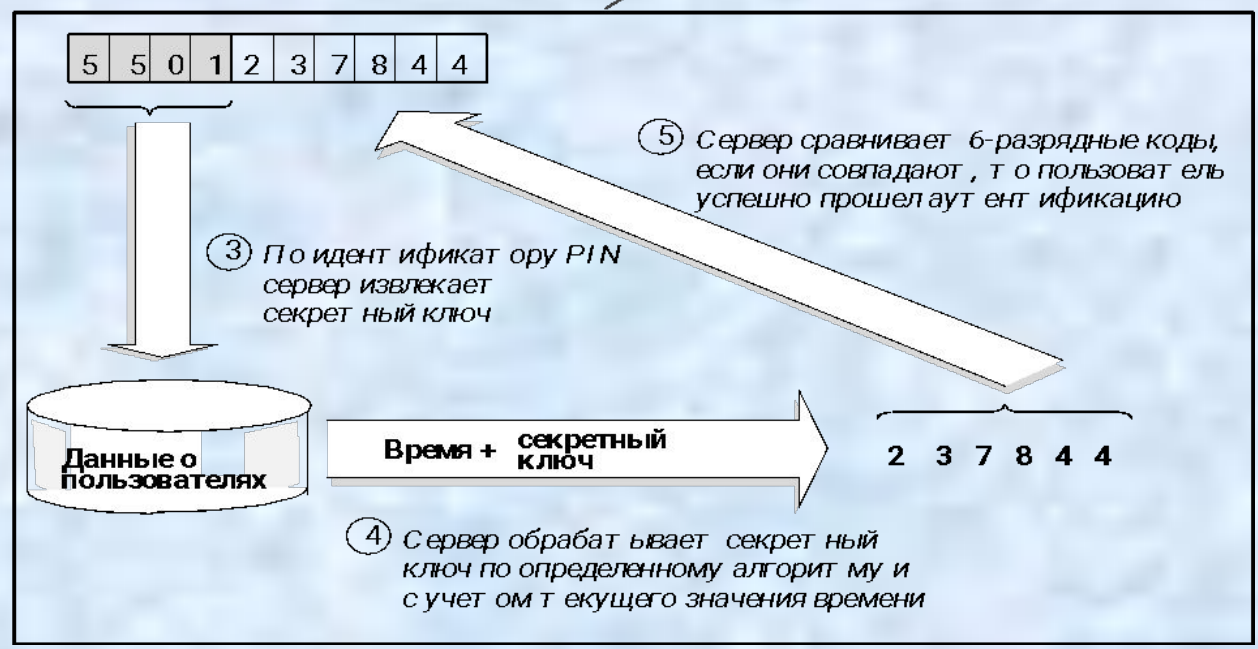 5 5 0 1 2 3 7 8 4 4
5 Сервер сравнивает 6-разрядные коды,
если они совпадают, то пользователь
успешно прошел аутентификацию
3 По идентификатору PIN
сервер извлекает
секретный ключ
Данные о
пользователях
Время + секретный
ключ
2 3 7 8 4 4
4 Сервер обрабатывает секретный
ключ по определенному алгоритму и
с учетом текущего значения времени